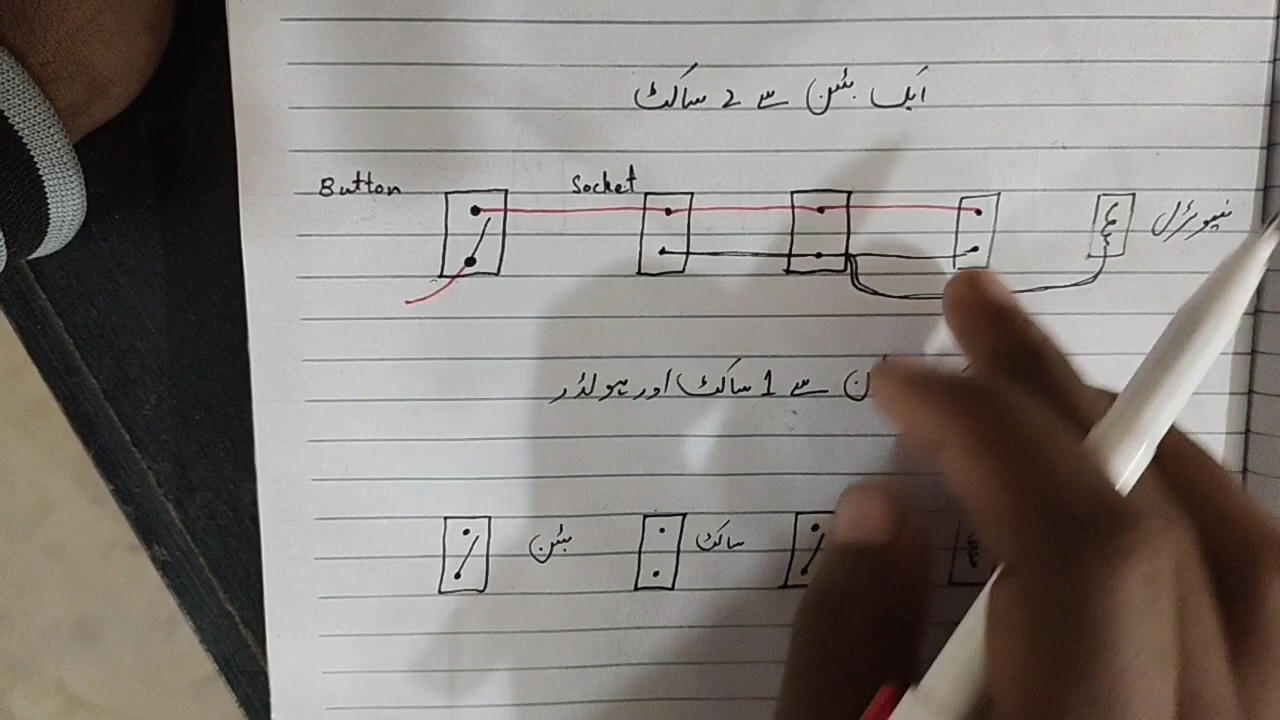 ایک بٹن سے 2 ساکٹ
Button
Socket
نیوٹرل
سے 1 ساکٹ اور ہولڈر
بٹن
ساکٹ